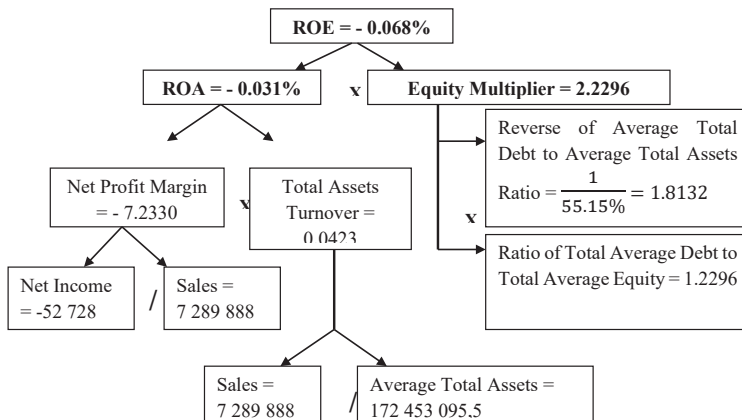 ROE = - 0.068%
ROA = - 0.031%
x
Equity Multiplier = 2.2296
Reverse of Average Total
Debt to Average Total Assets
Ratio = 1 / 55.15% = 1.8132
Net Profit Margin
= - 7.2330
x
Total Assets
Turnover =
0.0423
x
Ratio of Total Average Debt to
Total Average Equity = 1.2296
Net Income
= -52 728
/
Sales =
7 289 888
Sales =
7 289 888
/
Average Total Assets =
172 453 095,5